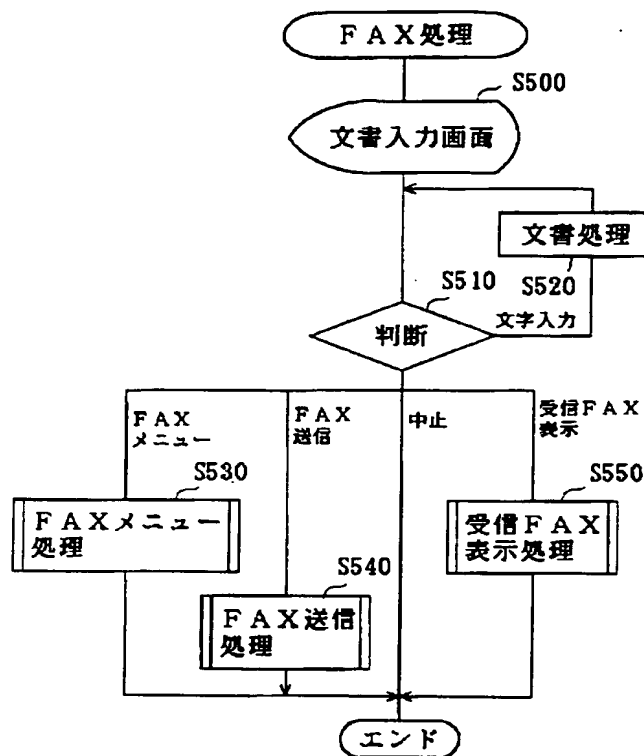 ＦＡＸ処理
S500
文書入力画面
文書処理
S520
S510
文字入力
判断
ＦＡＸ
メニュー
ＦＡＸ
送信
中止
受信ＦＡＸ
表示
S530
S550
ＦＡＸメニュー
処理
受信ＦＡＸ
表示処理
S540
ＦＡＸ送信
処理
エンド